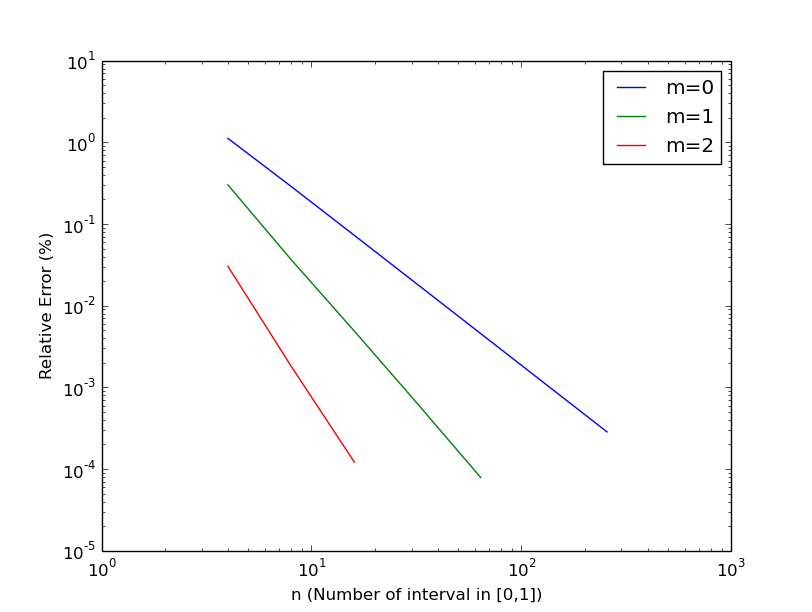 10^1
10^0
10^-1
10^-2
10^-3
10^-4
10^-5
Relative Error (%)
m=0
m=1
m=2
10^0 10^1 10^2 10^3
n (Number of interval in [0,1])